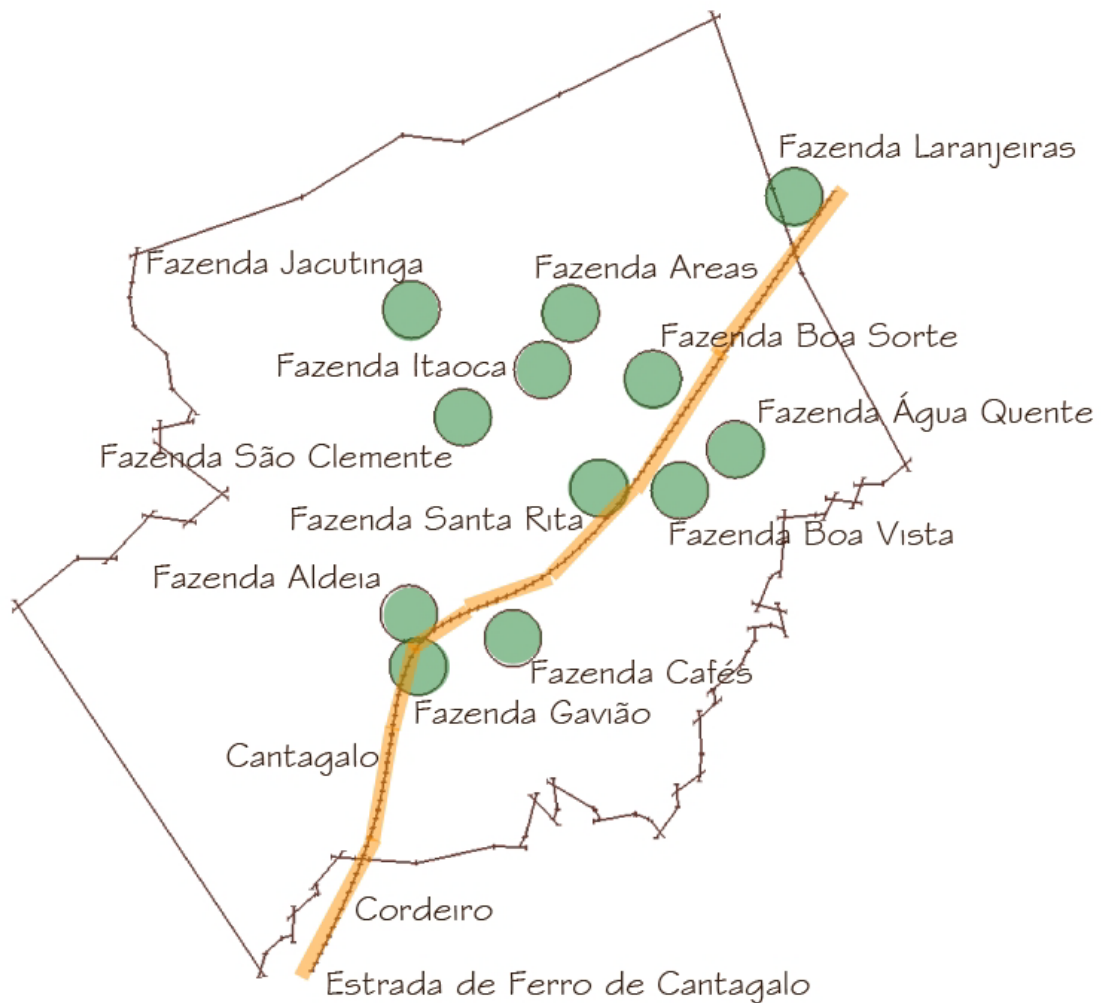 Fazenda Laranjeiras
Fazenda Jacutinga
Fazenda Areas
Fazenda Boa Sorte
Fazenda Itaoca
Fazenda Água Quente
Fazenda São Clemente
Fazenda Santa Rita
Fazenda Boa Vista
Fazenda Aldeia
Fazenda Cafés
Fazenda Gavião
Cantagalo
Cordeiro
Estrada de Ferro de Cantagalo